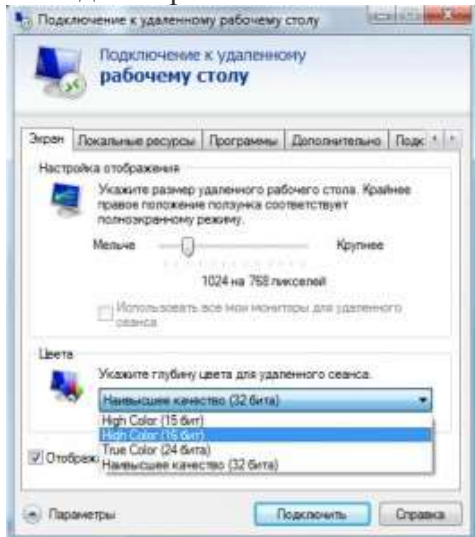 Подключение к удаленному рабочему столу
Подключение к удаленному
рабочему столу
Экран Локальные ресурсы Программы Дополнительно Подк
Настройка отображения
Укажите размер удаленного рабочего стола. Крайнее
правое положение ползунка соответствует
полноэкранному режиму.
Мельче Крупнее
1024 на 768 пикселей
Использовать все мои мониторы для удаленного
сеанса
Цвета
Укажите глубину цвета для удаленного сеанса.
Наивысшее качество (32 бита)
High Color (15 бит)
High Color (16 бит)
True Color (24 бита)
Отображ Наивысшее качество (32 бита)
Параметры Подключить Справка